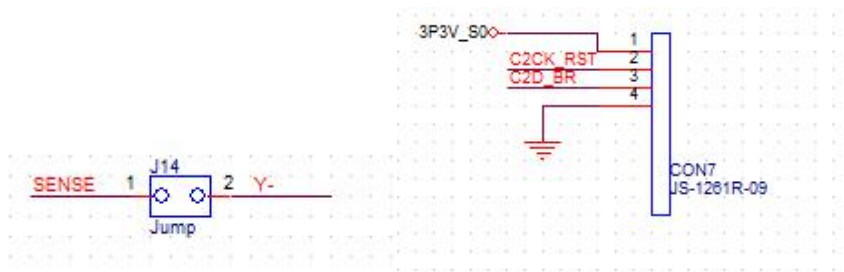 3P3V_S0
1
C2CK_RST 2
C2D_BR 3
4
CON7
JS-1261R-09
J14
SENSE 1 2 Y-
Jump